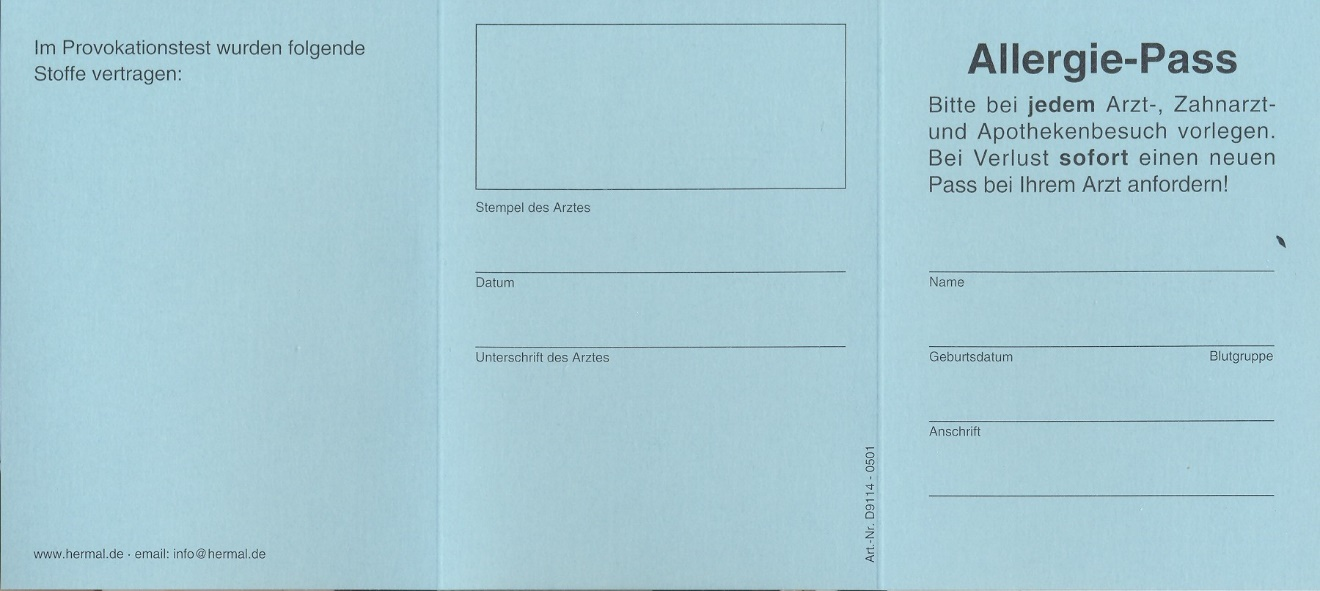 Im Provokationstest wurden folgende
Stoffe vertragen:
www.hermal.de · email: info@hermal.de
Stempel des Arztes
Datum
Unterschrift des Arztes
Art.-Nr. D9114 - 0501
Allergie-Pass
Bitte bei jedem Arzt-, Zahnarzt-
und Apothekenbesuch vorlegen.
Bei Verlust sofort einen neuen
Pass bei Ihrem Arzt anfordern!
Name
Geburtsdatum Blutgruppe
Anschrift